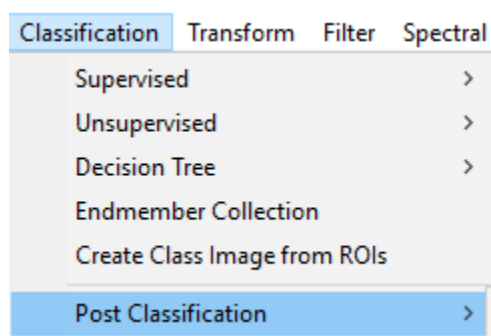 Classification Transform Filter Spectral
Supervised >
Unsupervised >
Decision Tree >
Endmember Collection
Create Class Image from ROIs
Post Classification >